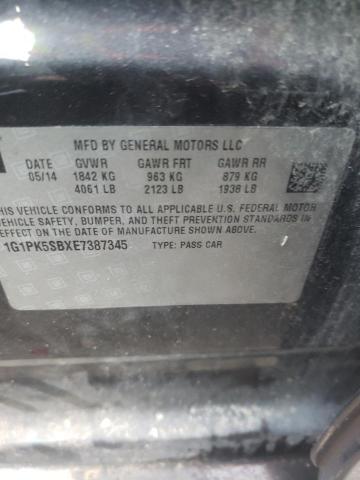 MFD BY GENERAL MOTORS LLC
05/14 GVWR GAWR FRT GAWR RR
1842 KG 963 KG 879 KG
4061 LB 2123 LB 1938 LB
THIS VEHICLE CONFORMS TO ALL APPLICABLE U.S. FEDERAL MOTOR
VEHICLE SAFETY, BUMPER, AND THEFT PREVENTION STANDARDS
IN EFFECT ON THE DATE OF MANUFACTURE SHOWN ABOVE.
1G1PK5SBXE7387345 TYPE: PASS CAR